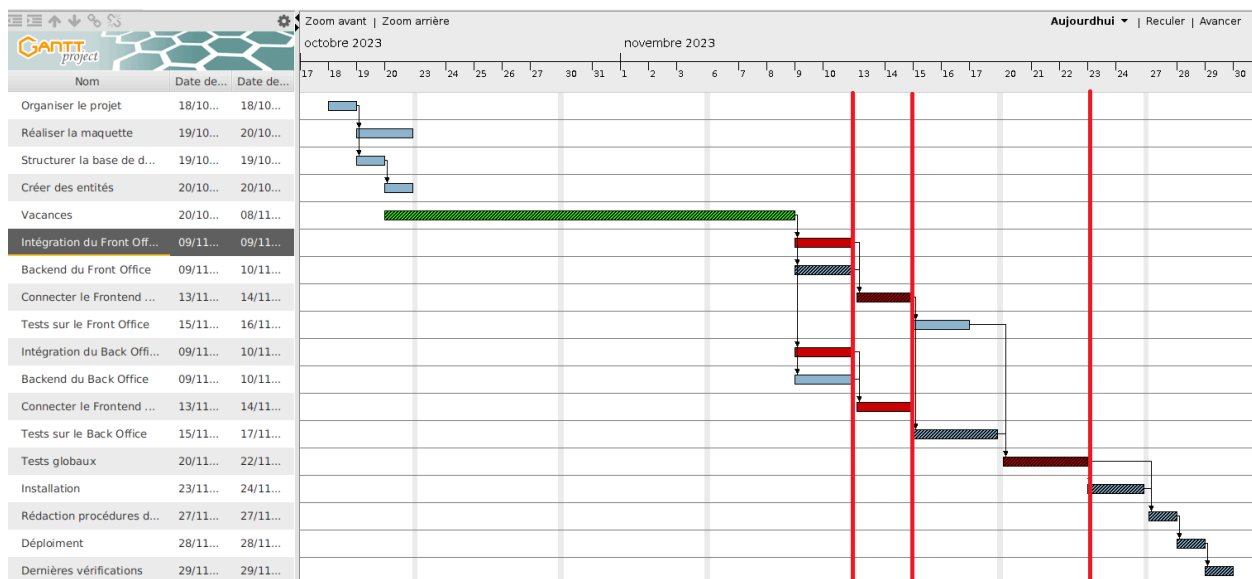 Zoom avant | Zoom arrière
Aujourdhui | Reculer | Avancer
GANTT project
octobre 2023
novembre 2023
17 18 19 20 23 24 25 26 27 30 31 1 2 3 6 7 8 9 10 13 14 15 16 17 20 21 22 23 24 27 28 29 30
Nom Date de... Date de...
Organiser le projet 18/10... 18/10...
Réaliser la maquette 19/10... 20/10...
Structurer la base de d... 19/10... 19/10...
Créer des entités 20/10... 20/10...
Vacances 20/10... 08/11...
Intégration du Front Off... 09/11... 09/11...
Backend du Front Office 09/11... 10/11...
Connecter le Frontend ... 13/11... 14/11...
Tests sur le Front Office 15/11... 16/11...
Intégration du Back Offi... 09/11... 10/11...
Backend du Back Office 09/11... 10/11...
Connecter le Frontend ... 13/11... 14/11...
Tests sur le Back Office 15/11... 17/11...
Tests globaux 20/11... 22/11...
Installation 23/11... 24/11...
Rédaction procédures d... 27/11... 27/11...
Déploiment 28/11... 28/11...
Dernières vérifications 29/11... 29/11...